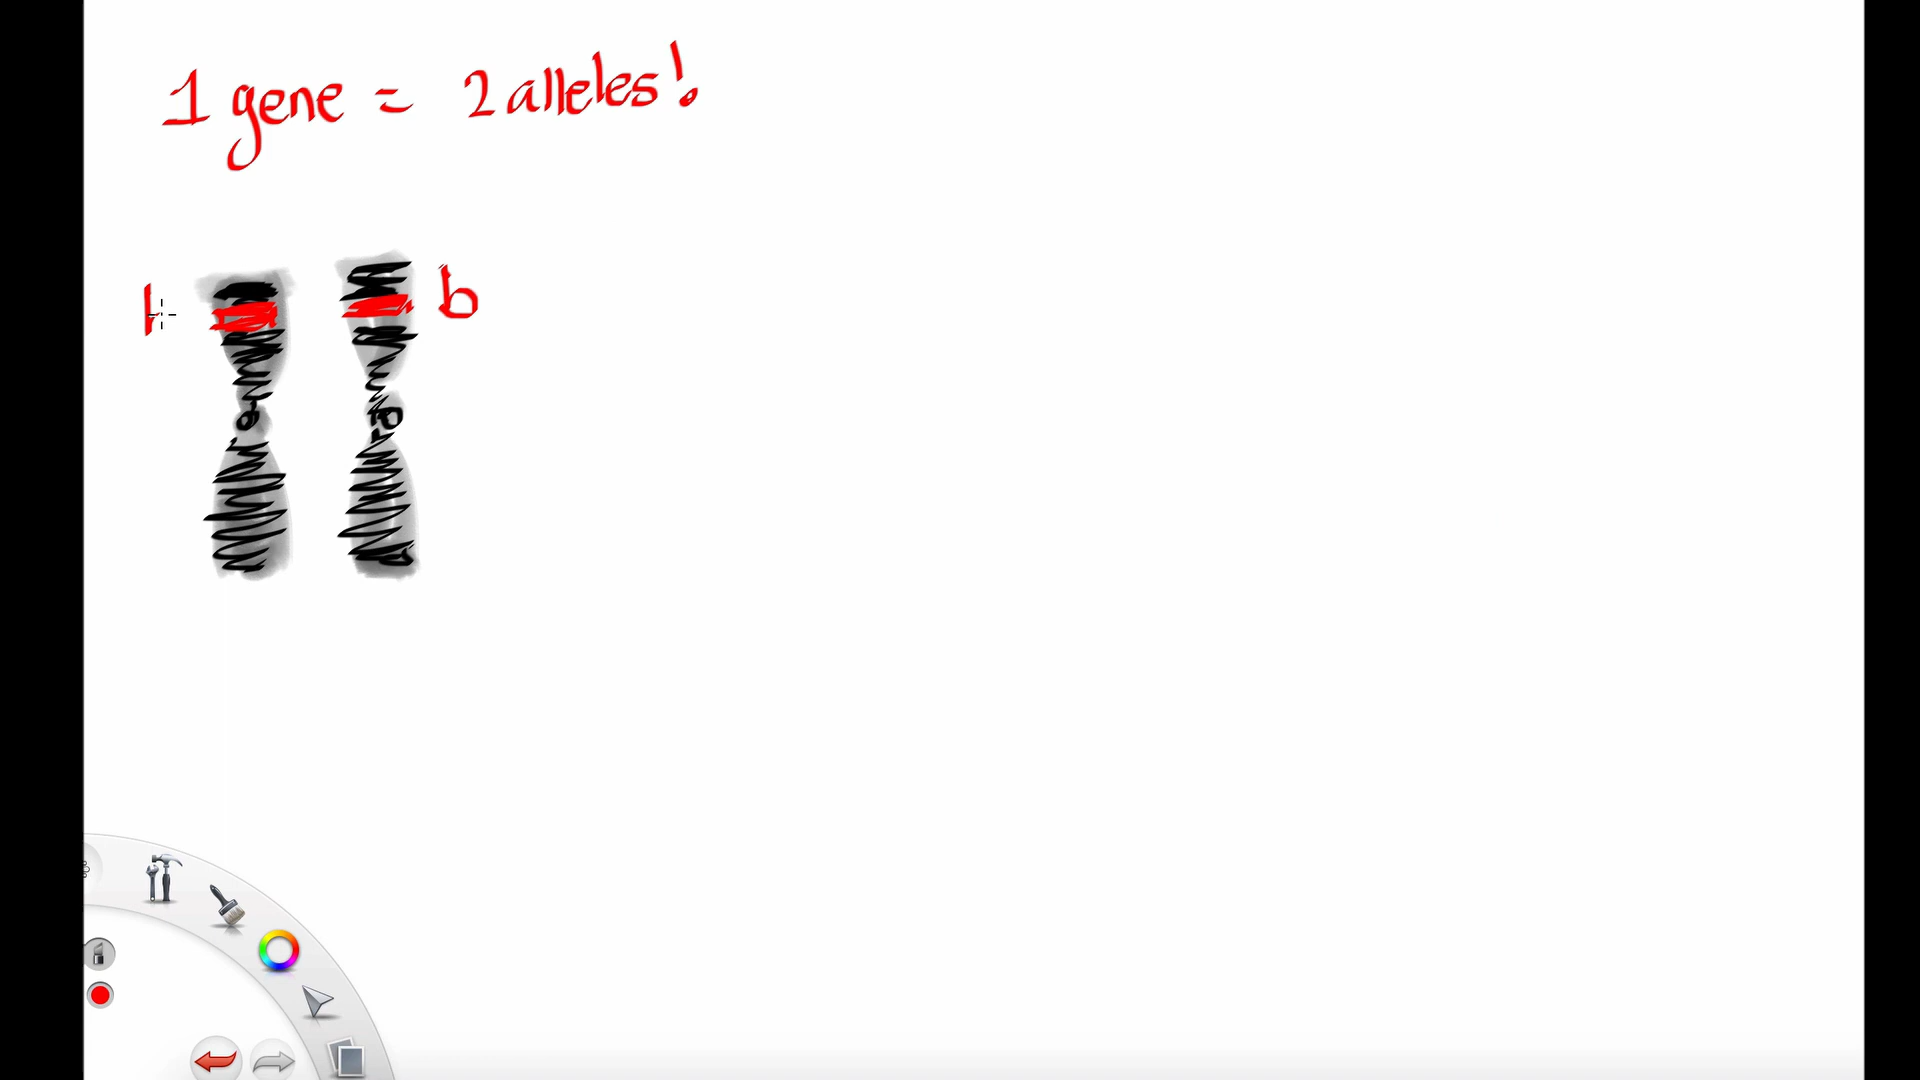 1 gene = 2 alleles!
b